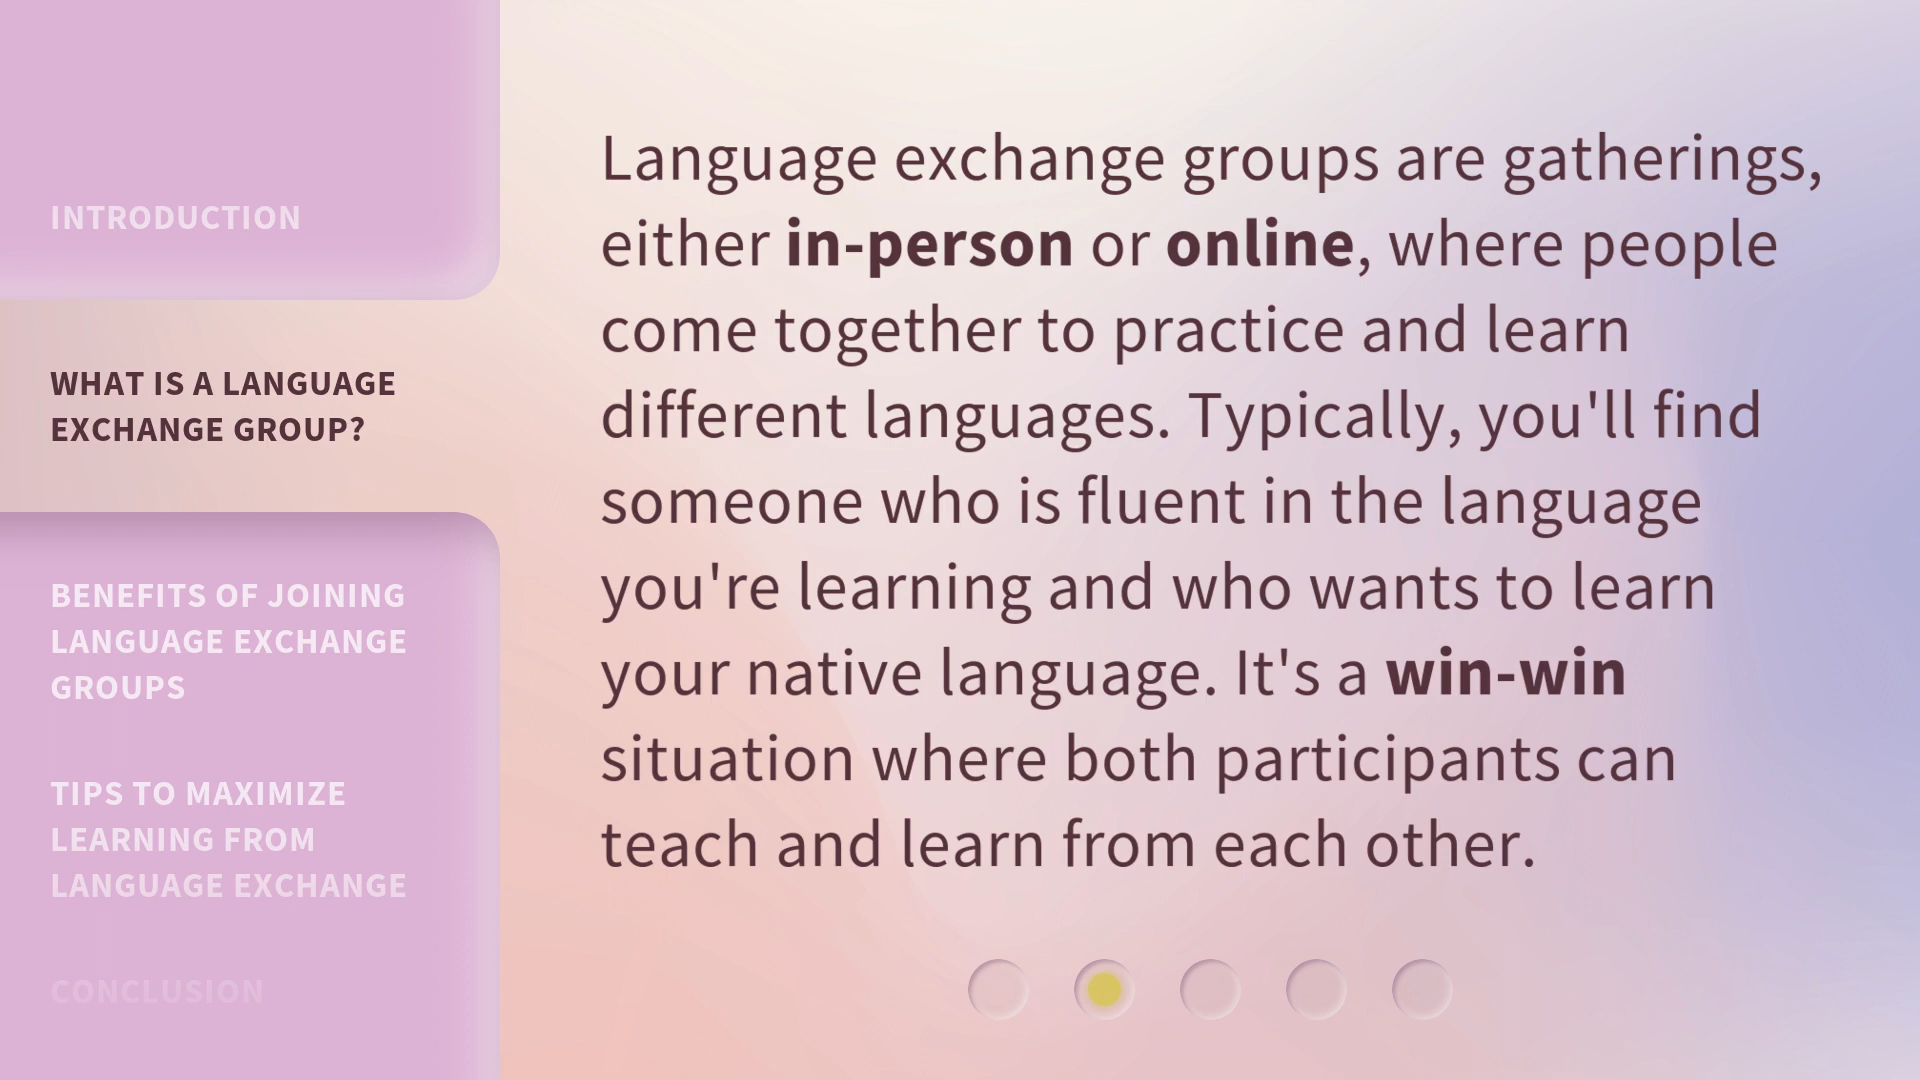 INTRODUCTION
WHAT IS A LANGUAGE
EXCHANGE GROUP?
BENEFITS OF JOINING
LANGUAGE EXCHANGE
GROUPS
TIPS TO MAXIMIZE
LEARNING FROM
LANGUAGE EXCHANGE
CONCLUSION
Language exchange groups are gatherings,
either in-person or online, where people
come together to practice and learn
different languages. Typically, you'll find
someone who is fluent in the language
you're learning and who wants to learn
your native language. It's a win-win
situation where both participants can
teach and learn from each other.